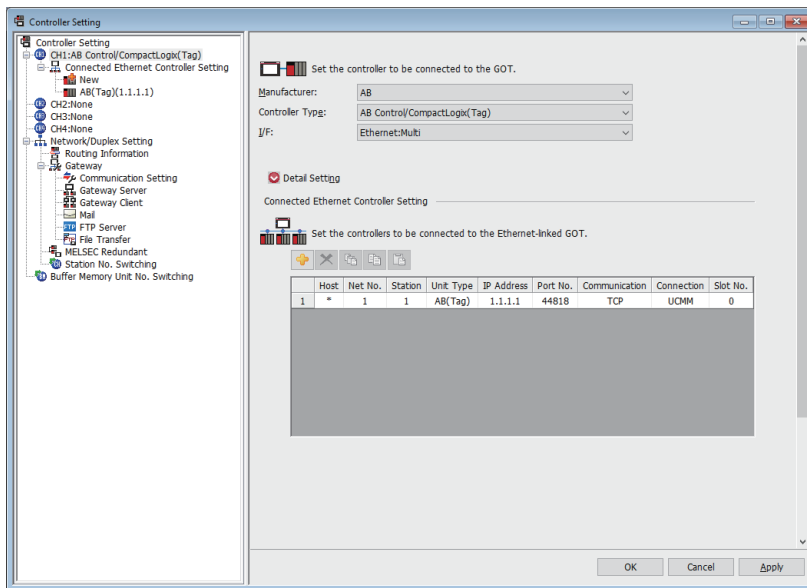 Controller Setting
Controller Setting
CH1:AB Control/CompactLogix(Tag)
Connected Ethernet Controller Setting
New
AB(Tag)(1.1.1.1)
CH2:None
CH3:None
CH4:None
Network/Duplex Setting
Routing Information
Gateway
Communication Setting
Gateway Server
Gateway Client
Mail
FTP Server
File Transfer
MELSEC Redundant
Station No. Switching
Buffer Memory Unit No. Switching
Set the controller to be connected to the GOT.
Manufacturer: AB
Controller Type: AB Control/CompactLogix(Tag)
I/F: Ethernet:Multi
Detail Setting
Connected Ethernet Controller Setting
Set the controllers to be connected to the Ethernet-linked GOT.
Host Net No. Station Unit Type IP Address Port No. Communication Connection Slot No.
1 * 1 1 AB(Tag) 1.1.1.1 44818 TCP UCMM 0
OK Cancel Apply